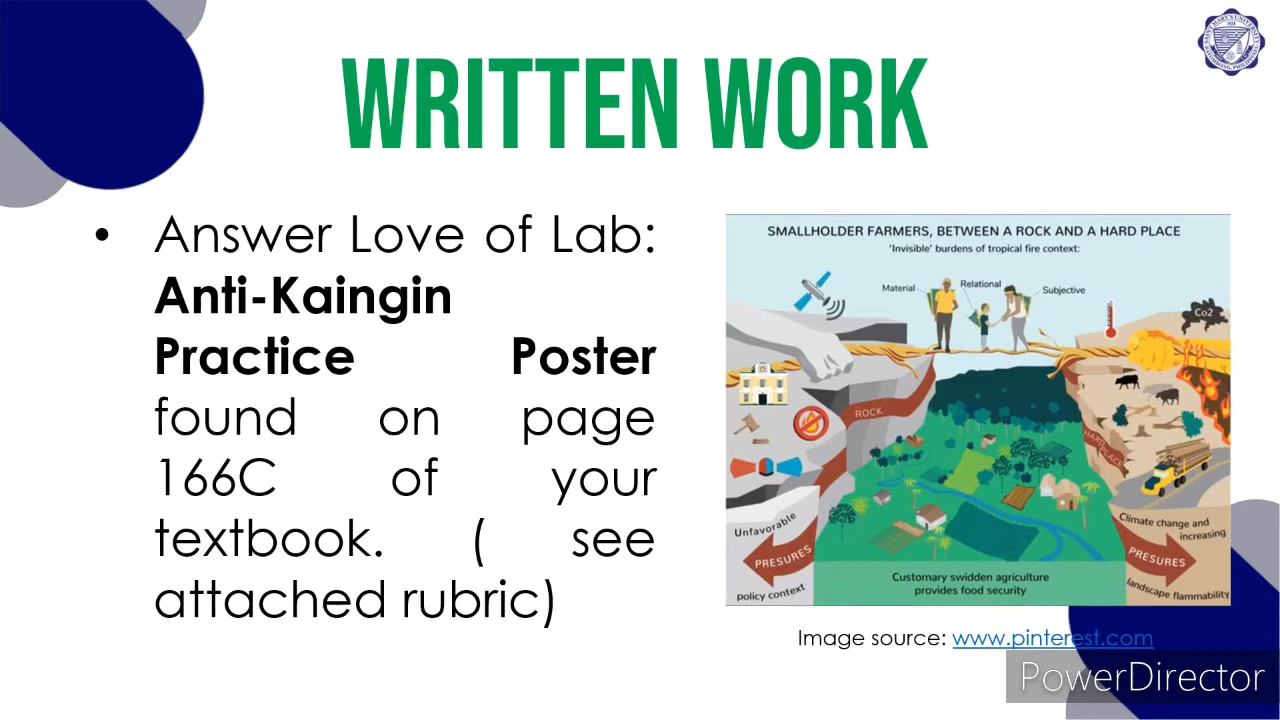 WRITTEN WORK
• Answer Love of Lab:
Anti-Kaingin
Practice Poster
found on page
166C of your
textbook. ( see
attached rubric)
SMALLHOLDER FARMERS, BETWEEN A ROCK AND A HARD PLACE
'Invisible' burdens of tropical fire context:
Material
Relational
Subjective
Co2
ROCK
HARD PLACE
Unfavorable
PRESURES
policy context
Climate change and
increasing
PRESURES
landscape flammability
Customary swidden agriculture
provides food security
Image source: www.pinterest.com
PowerDirector